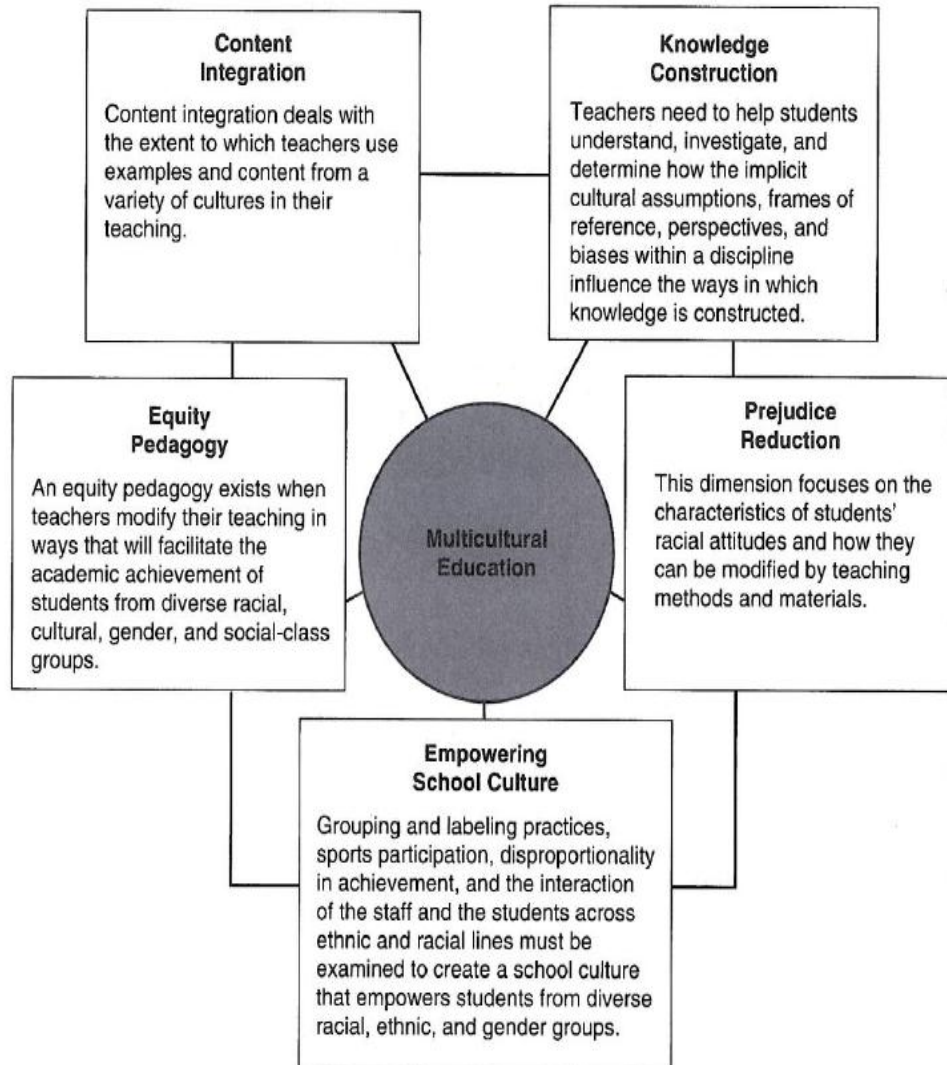 Content
Integration
Content integration deals with
the extent to which teachers use
examples and content from a
variety of cultures in their
teaching.
Knowledge
Construction
Teachers need to help students
understand, investigate, and
determine how the implicit
cultural assumptions, frames of
reference, perspectives, and
biases within a discipline
influence the ways in which
knowledge is constructed.
Equity
Pedagogy
An equity pedagogy exists when
teachers modify their teaching in
ways that will facilitate the
academic achievement of
students from diverse racial,
cultural, gender, and social-class
groups.
Multicultural
Education
Prejudice
Reduction
This dimension focuses on the
characteristics of students'
racial attitudes and how they
can be modified by teaching
methods and materials.
Empowering
School Culture
Grouping and labeling practices,
sports participation, disproportionality
in achievement, and the interaction
of the staff and the students across
ethnic and racial lines must be
examined to create a school culture
that empowers students from diverse
racial, ethnic, and gender groups.